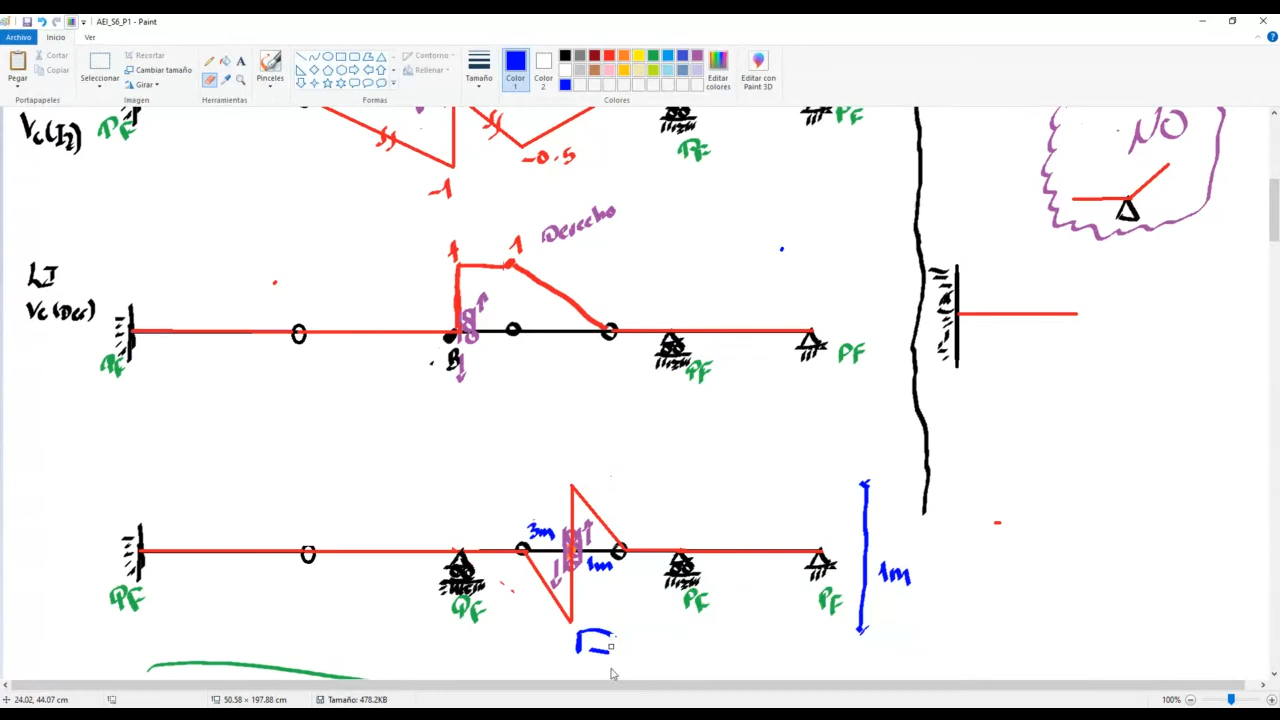 AEI_S6_P1 - Paint
Archivo Inicio Ver
Pegar
Cortar
Copiar
Portapapeles
Seleccionar
Recortar
Cambiar tamaño
Girar
Imagen
A
Herramientas
Pinceles
Contorno
Rellenar
Formas
Tamaño
Color 1
Color 2
Editar colores
Colores
Editar con Paint 3D
PF
PF
NO
PF
-0.5
-1
Derecho
1
1
LI
Vc(Der)
B
PF
PF
PF
3m
1m
1m
PF
PF
PF
PF
24.02, 44.07 cm
50.58 × 197.88 cm
Tamaño: 478.2KB
100%